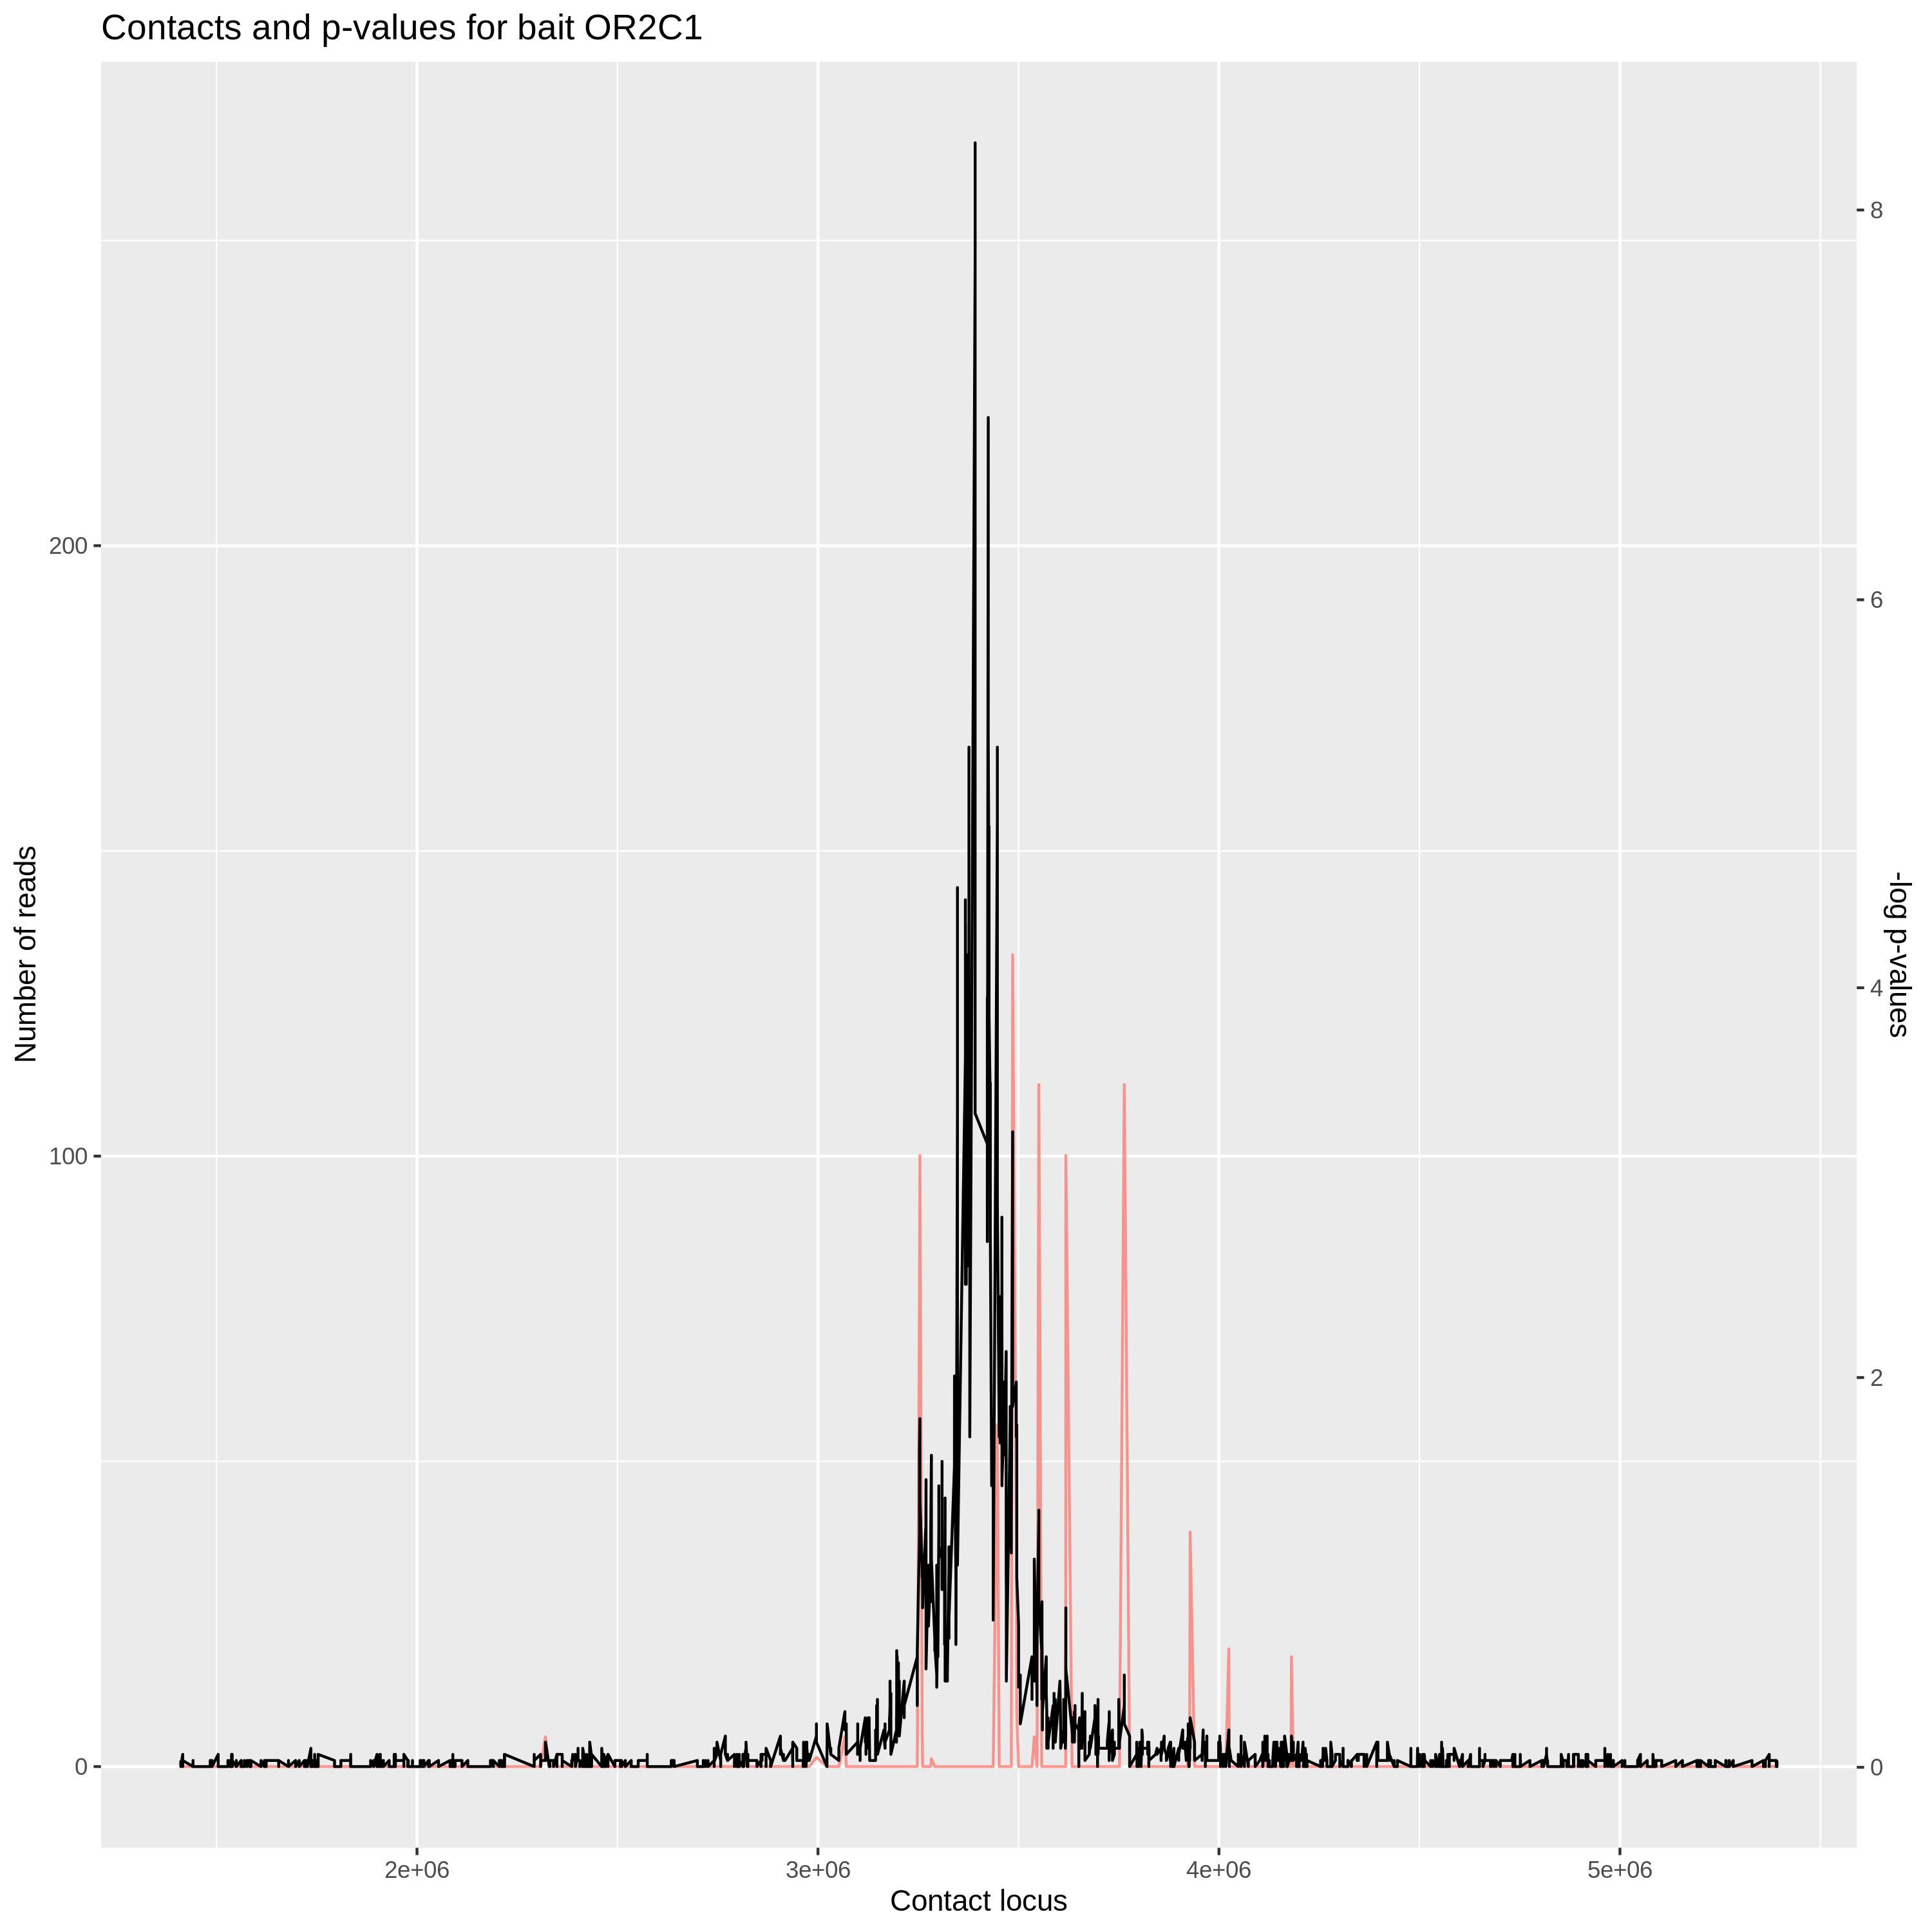 Contacts and p-values for bait OR2C1
Number of reads
200
100
0
8
6
4
2
0
-log p-values
2e+06
3e+06
4e+06
5e+06
Contact locus